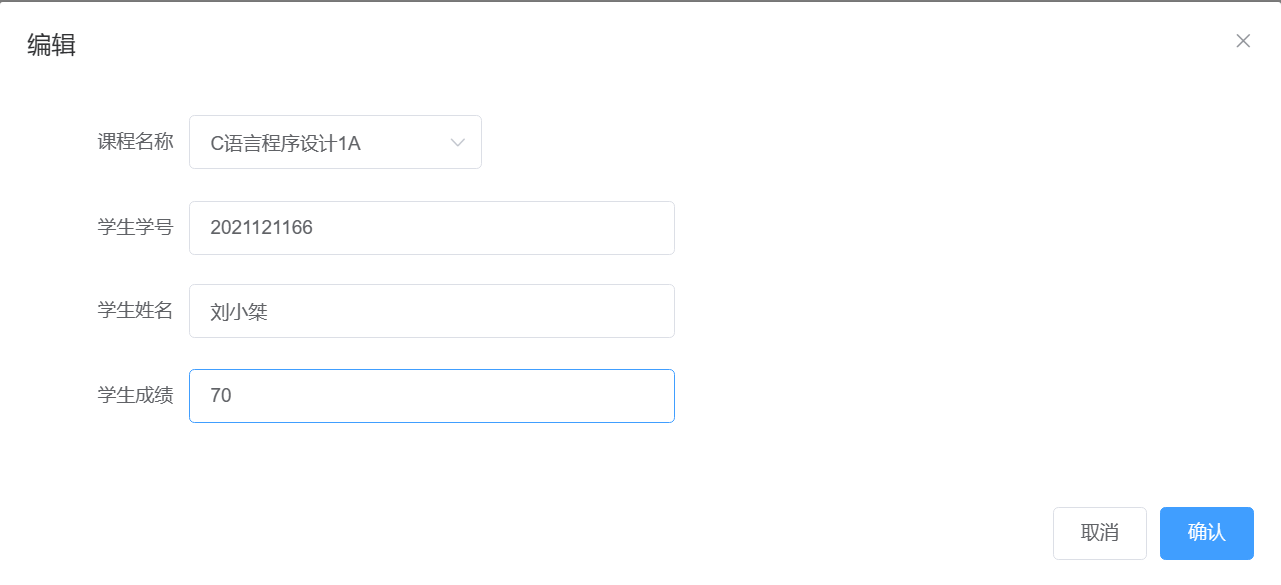 编辑
课程名称 C语言程序设计1A
学生学号 2021121166
学生姓名 刘小桀
学生成绩 70
取消 确认